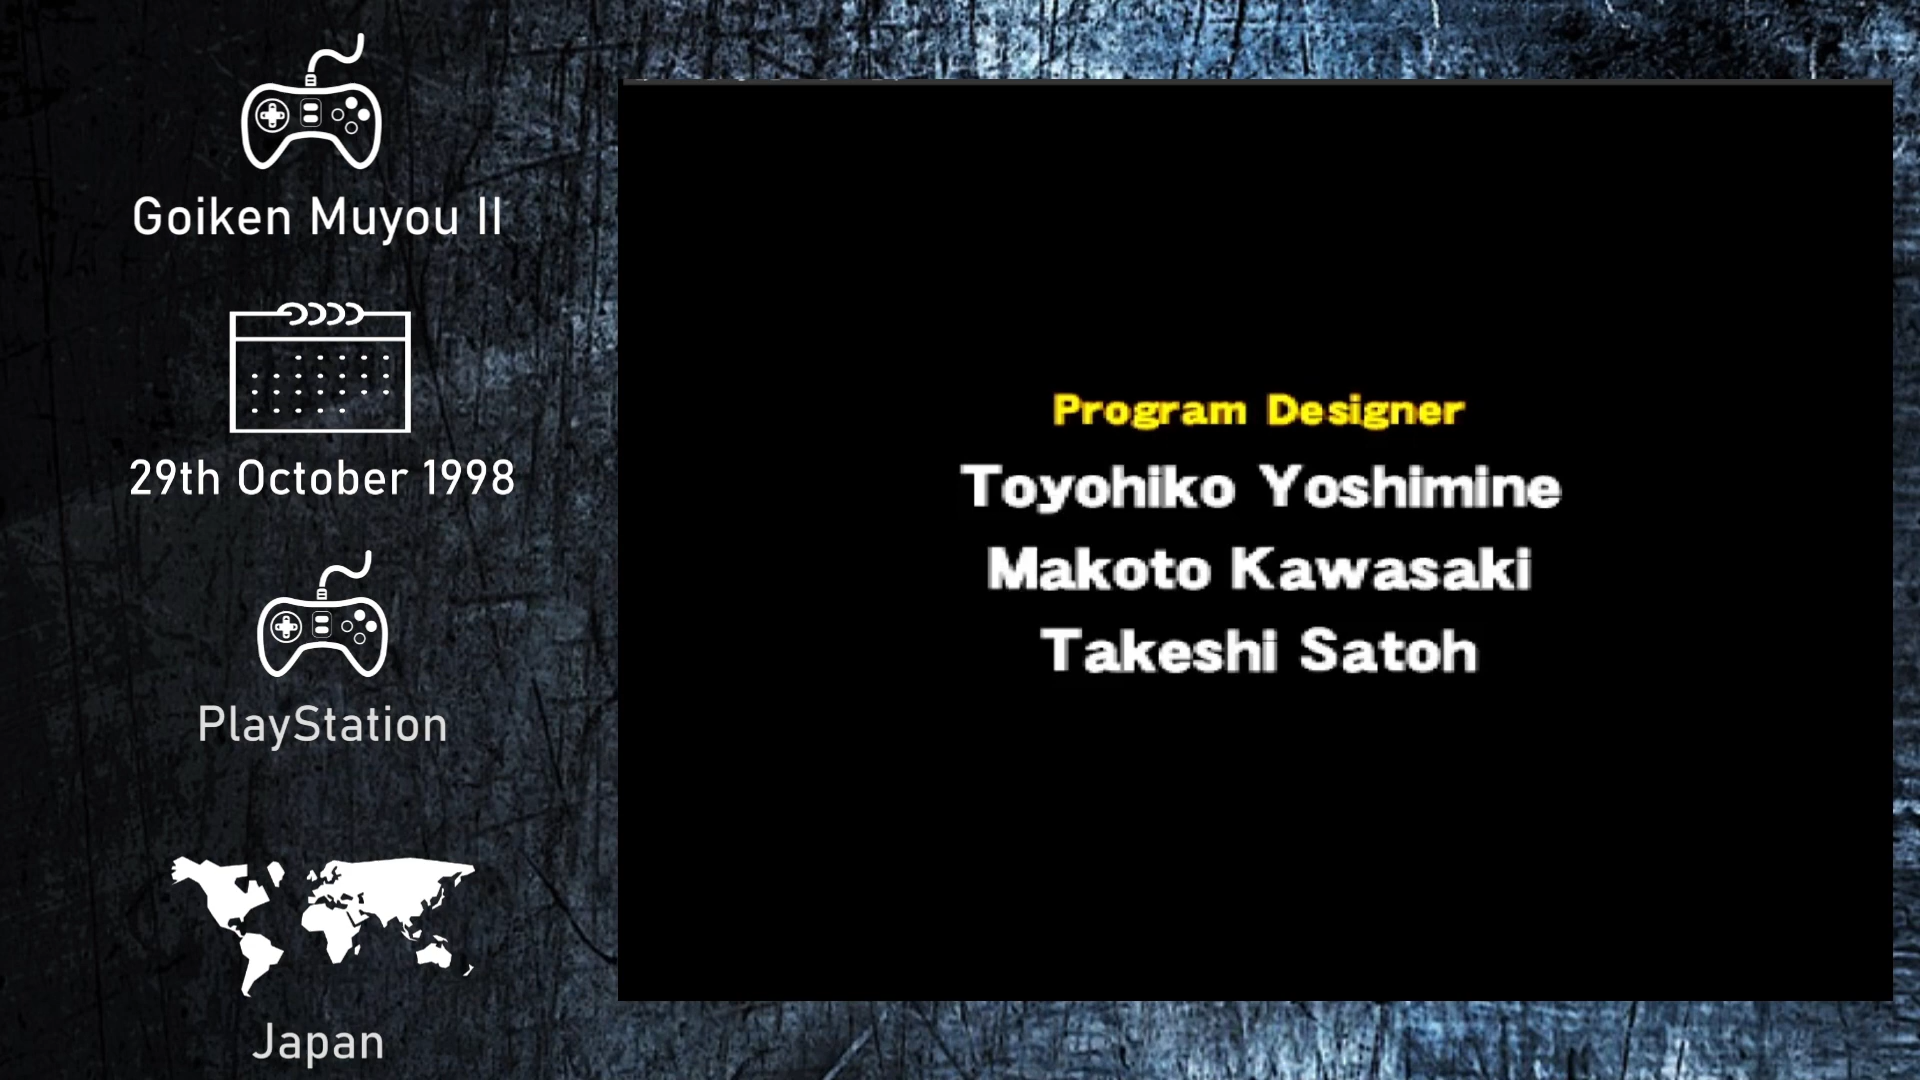 Goiken Muyou II
29th October 1998
PlayStation
Japan
Program Designer
Toyohiko Yoshimine
Makoto Kawasaki
Takeshi Satoh